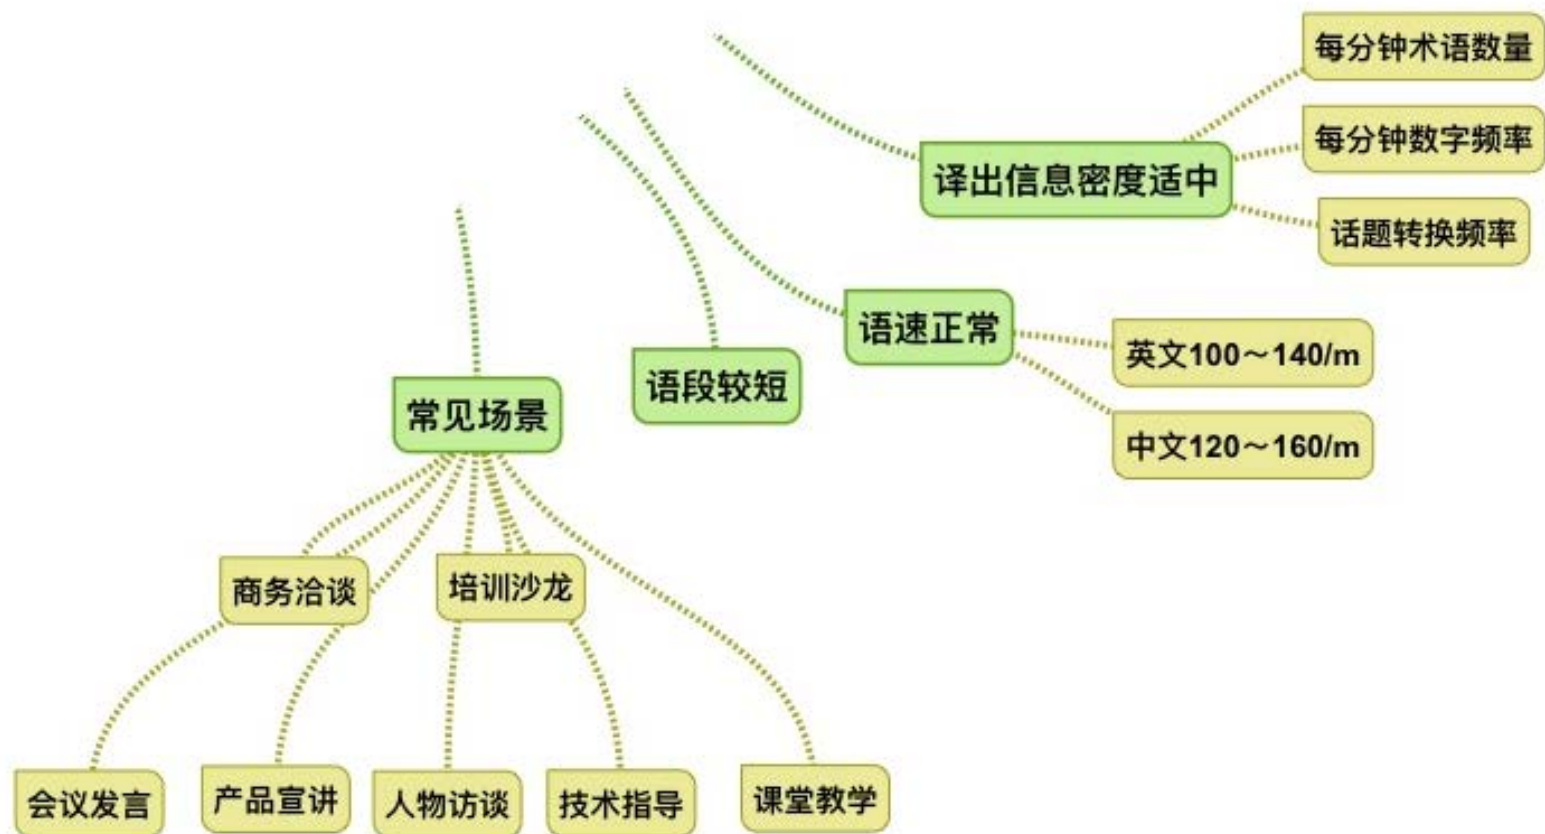 每分钟术语数量
每分钟数字频率
译出信息密度适中
话题转换频率
语速正常
英文100～140/m
语段较短
常见场景
中文120～160/m
商务洽谈
培训沙龙
会议发言
产品宣讲
人物访谈
技术指导
课堂教学